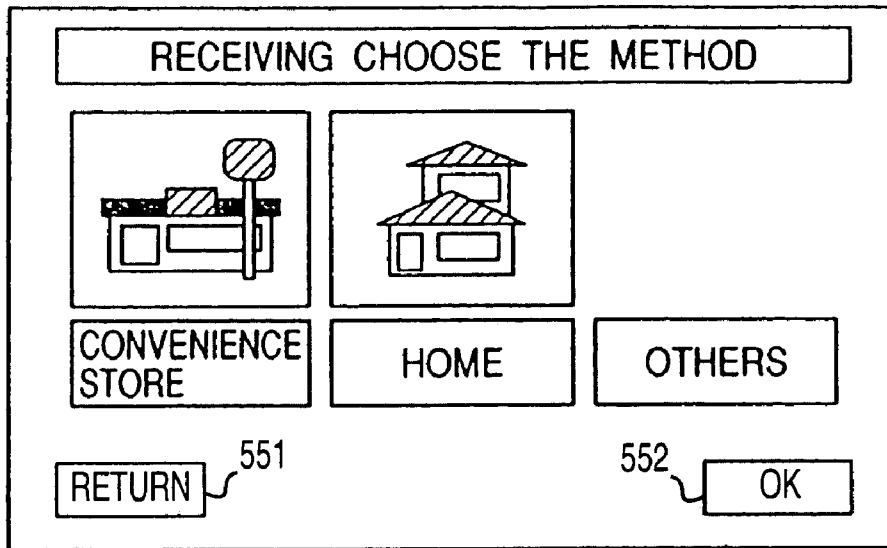 RECEIVING CHOOSE THE METHOD
CONVENIENCE
STORE
HOME
OTHERS
551
552
RETURN
OK